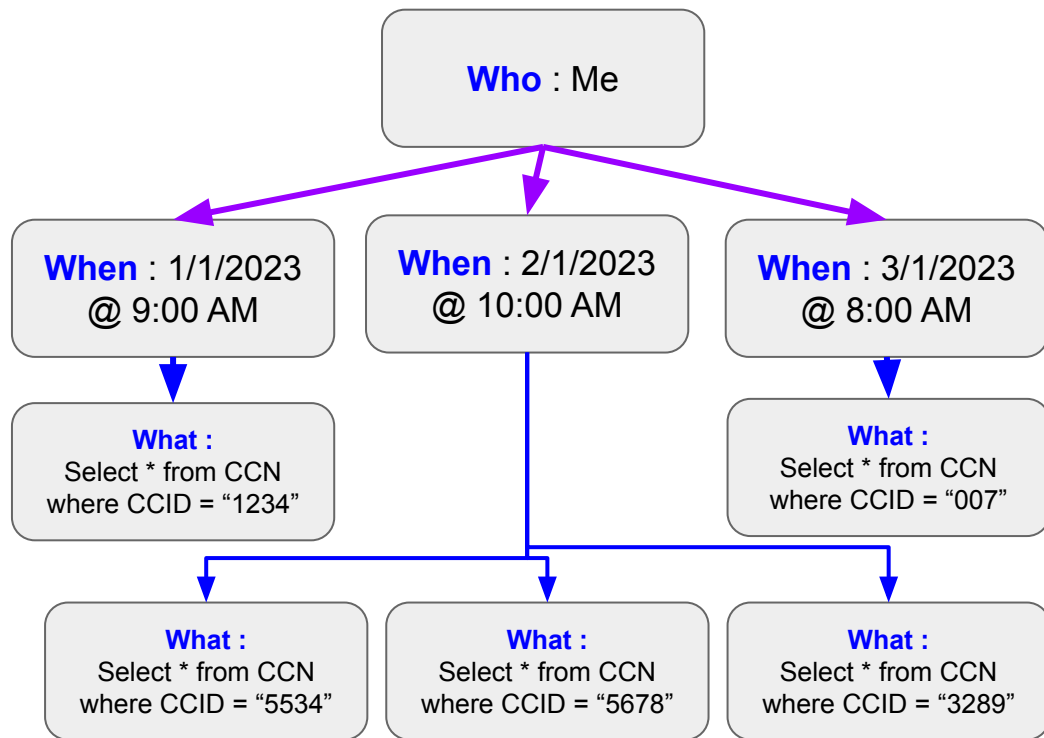 Who : Me
When : 1/1/2023
@ 9:00 AM
When : 2/1/2023
@ 10:00 AM
When : 3/1/2023
@ 8:00 AM
What :
Select * from CCN
where CCID = “1234”
What :
Select * from CCN
where CCID = “007”
What :
Select * from CCN
where CCID = “5534”
What :
Select * from CCN
where CCID = “5678”
What :
Select * from CCN
where CCID = “3289”